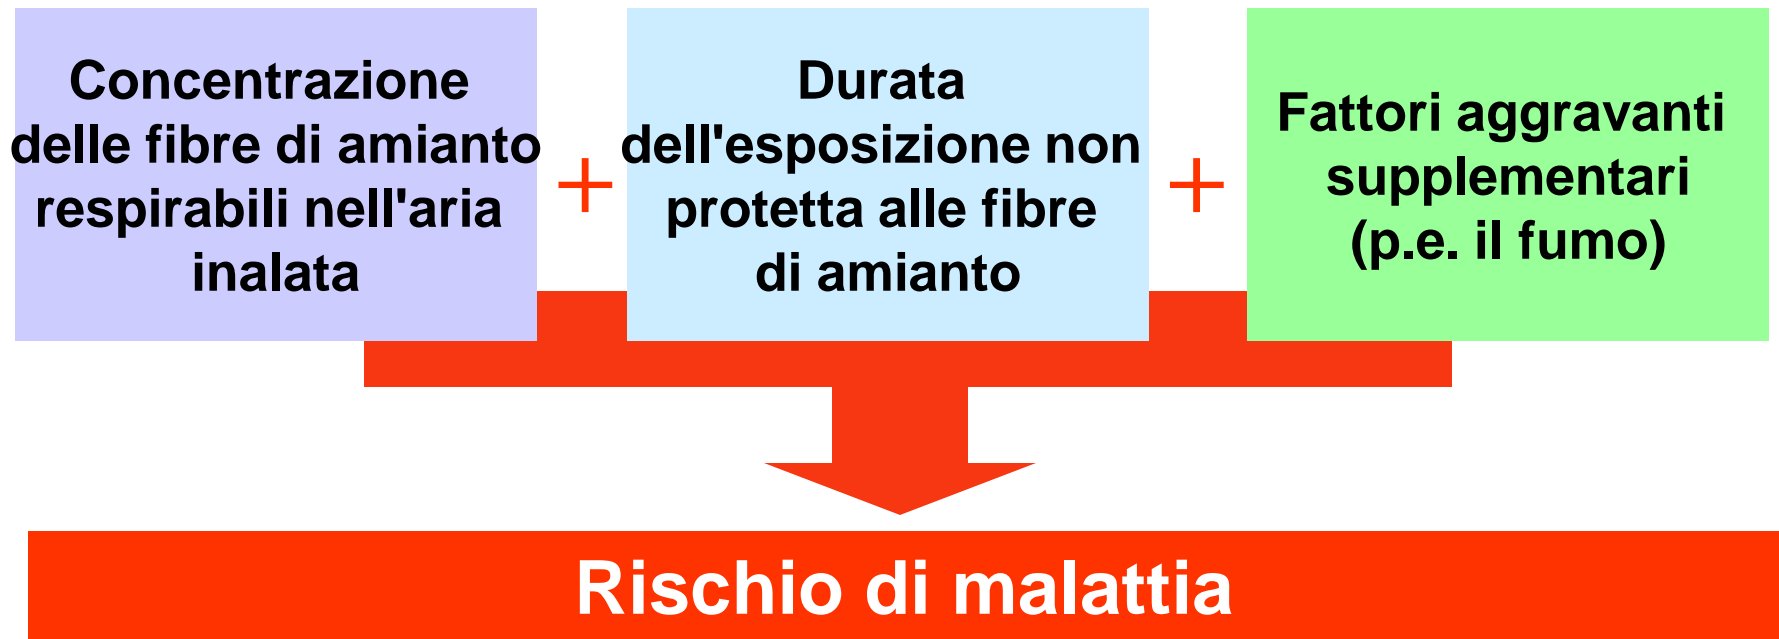 Concentrazione
delle fibre di amianto
respirabili nell'aria
inalata
+
Durata
dell'esposizione non
protetta alle fibre
di amianto
+
Fattori aggravanti
supplementari
(p.e. il fumo)
Rischio di malattia